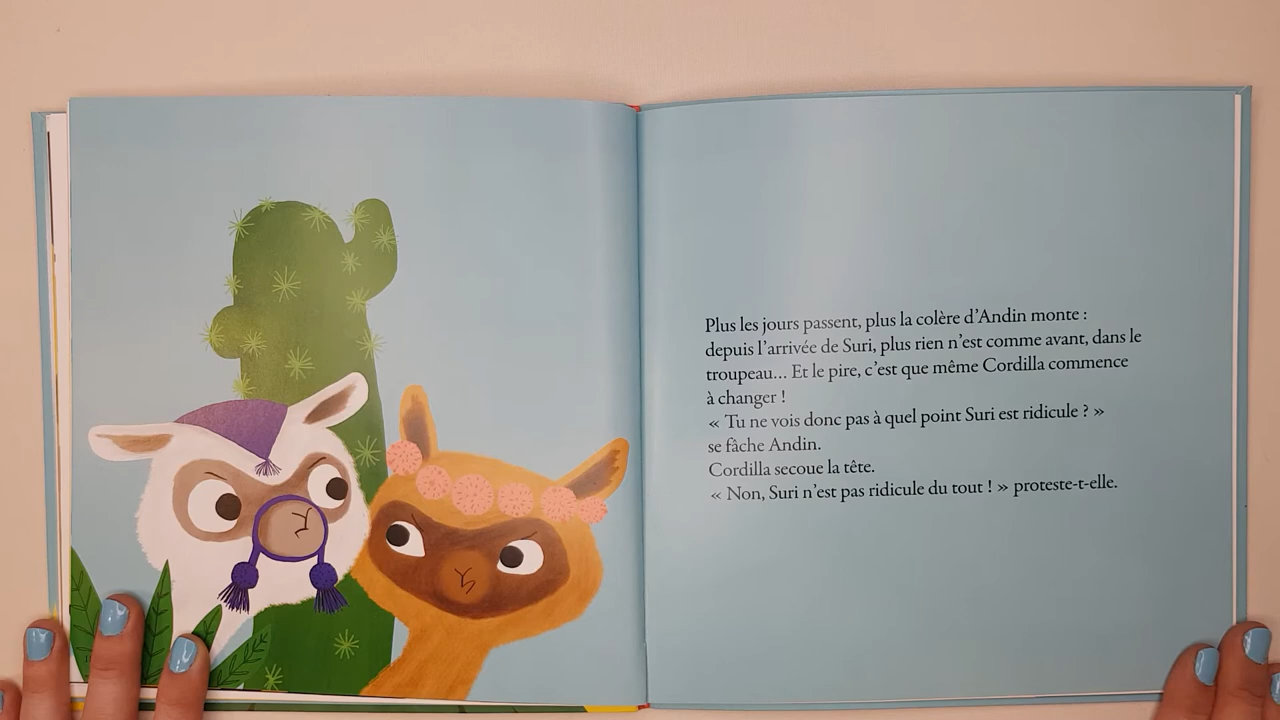 Plus les jours passent, plus la colère d'Andin monte :
depuis l'arrivée de Suri, plus rien n'est comme avant, dans le
troupeau... Et le pire, c'est que même Cordilla commence
à changer !
« Tu ne vois donc pas à quel point Suri est ridicule ? »
se fâche Andin.
Cordilla secoue la tête.
« Non, Suri n'est pas ridicule du tout ! » proteste-t-elle.